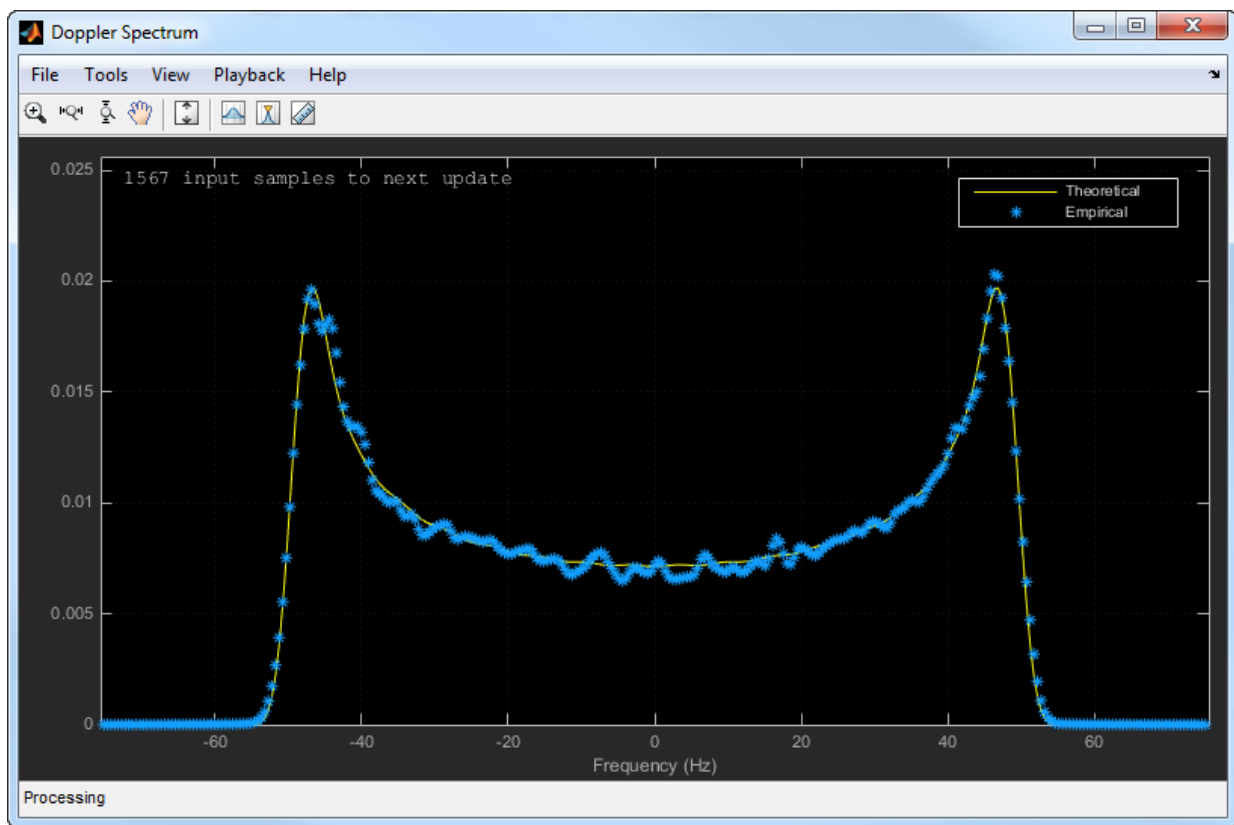 Doppler Spectrum
File Tools View Playback Help
1567 input samples to next update
Theoretical
Empirical
0.025
0.02
0.015
0.01
0.005
0
-60 -40 -20 0 20 40 60
Frequency (Hz)
Processing